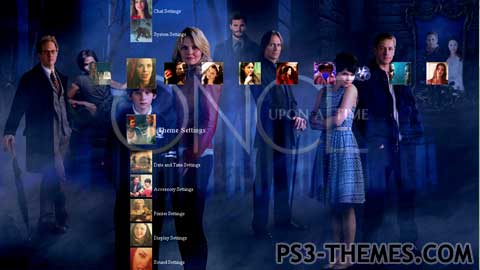 Chat Settings
System Settings
ONCE
UPON A TIME
Theme Settings
Date and Time Settings
Accessory Settings
Printer Settings
Display Settings
Sound Settings
PS3-THEMES.COM